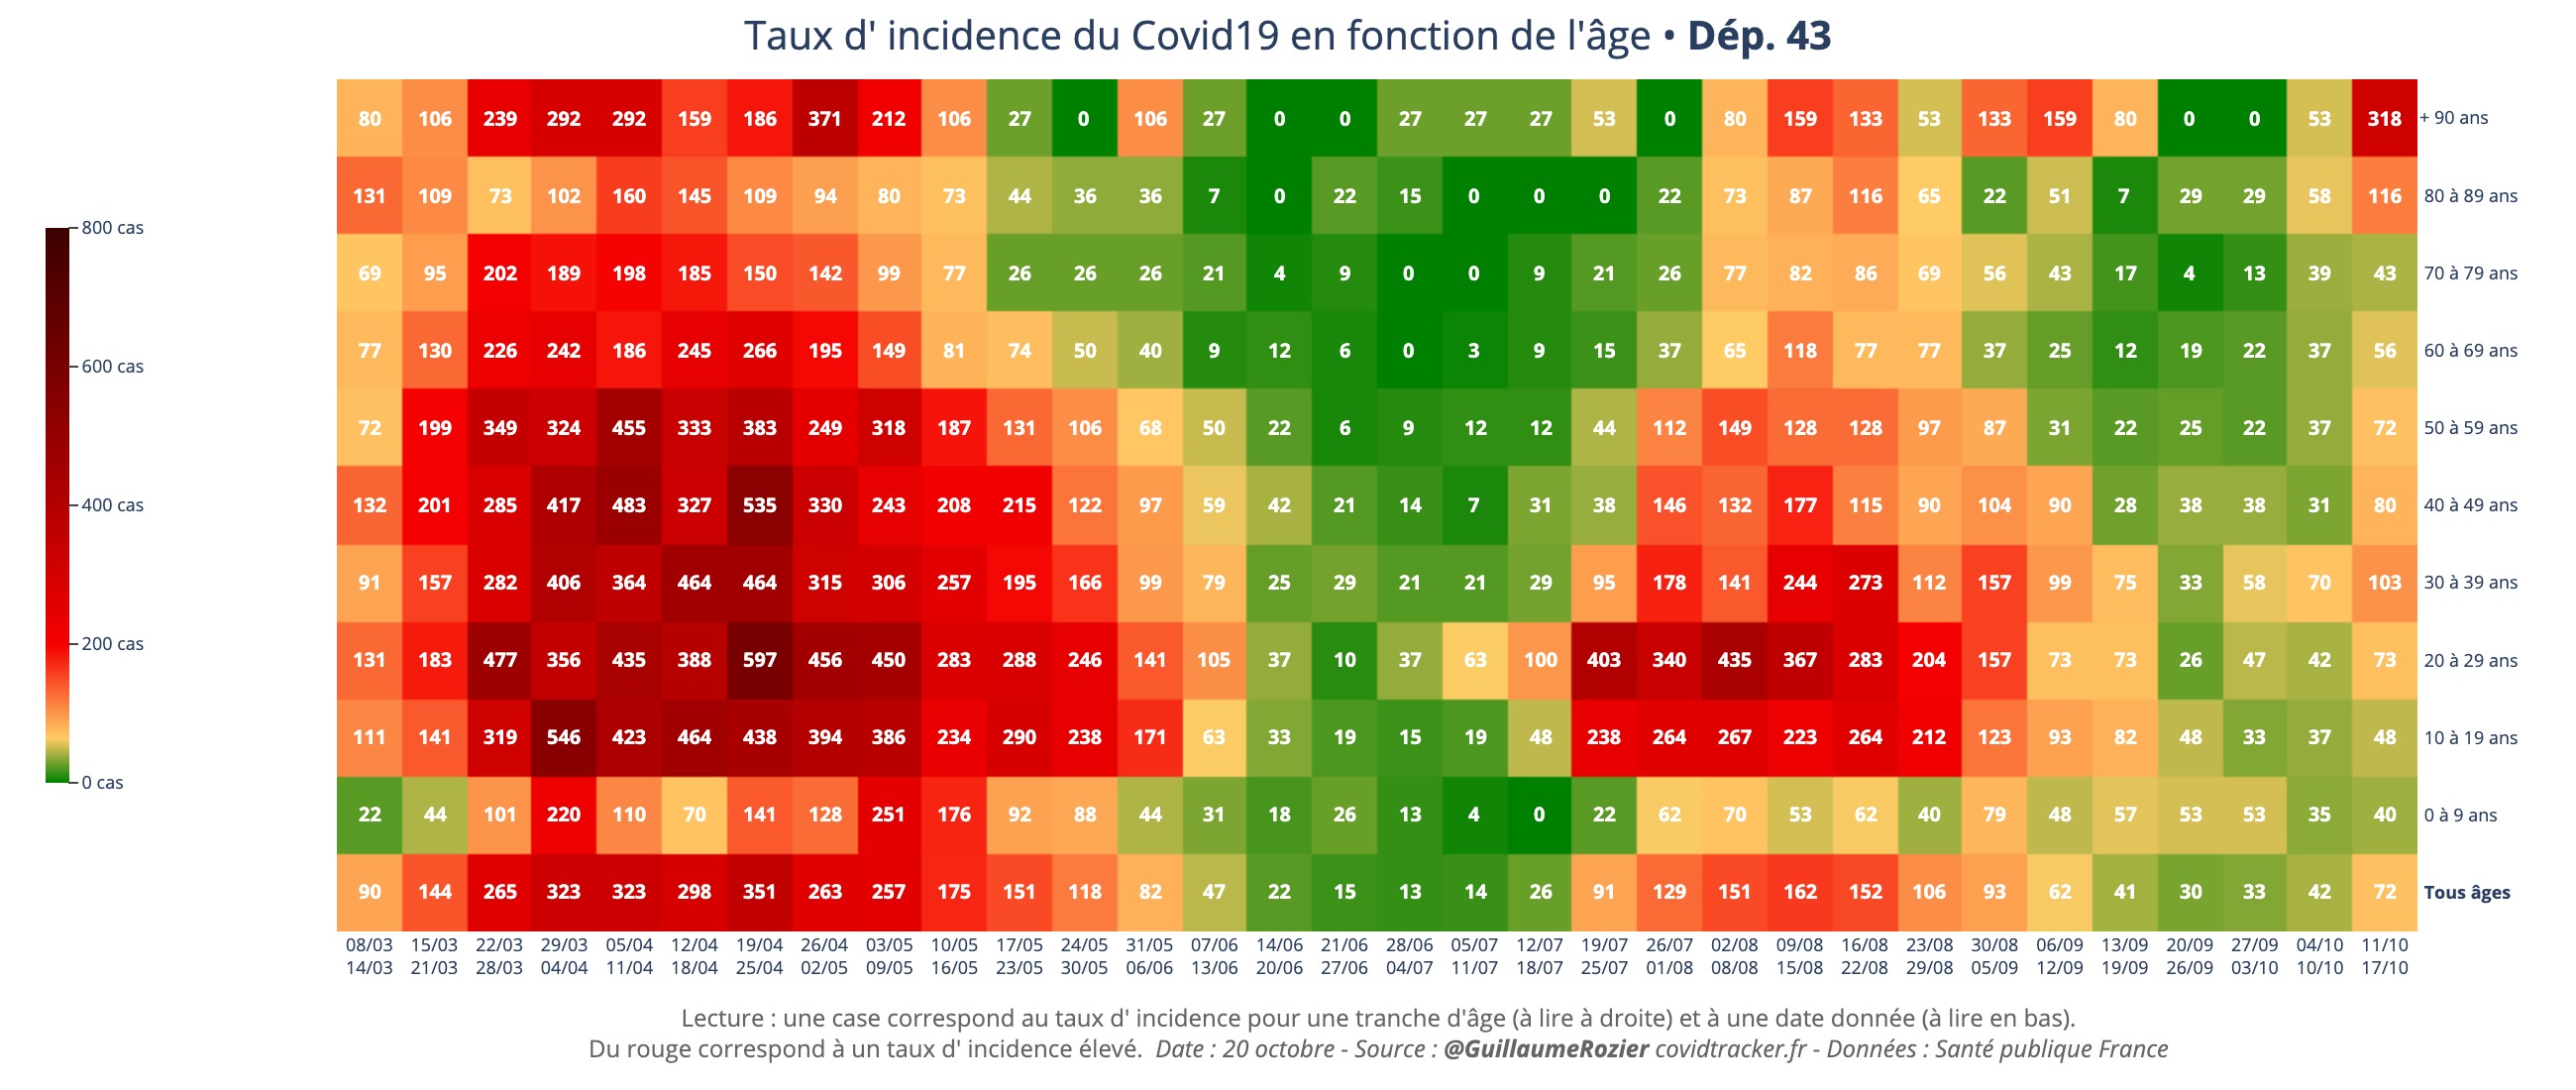 Taux d' incidence du Covid19 en fonction de l'âge • Dép. 43
80 106 239 292 292 159 186 371 212 106 27 0 106 27 0 0 27 27 27 53 0 80 159 133 53 133 159 80 0 0 53 318 + 90 ans
131 109 73 102 160 145 109 94 80 73 44 36 36 7 0 22 15 0 0 0 22 73 87 116 65 22 51 7 29 29 58 116 80 à 89 ans
800 cas
69 95 202 189 198 185 150 142 99 77 26 26 26 21 4 9 0 0 9 21 26 77 82 86 69 56 43 17 4 13 39 43 70 à 79 ans
77 130 226 242 186 245 266 195 149 81 74 50 40 9 12 6 0 3 9 15 37 65 118 77 77 37 25 12 19 22 37 56 60 à 69 ans
600 cas
72 199 349 324 455 333 383 249 318 187 131 106 68 50 22 6 9 12 12 44 112 149 128 128 97 87 31 22 25 22 37 72 50 à 59 ans
400 cas
132 201 285 417 483 327 535 330 243 208 215 122 97 59 42 21 14 7 31 38 146 132 177 115 90 104 90 28 38 38 31 80 40 à 49 ans
91 157 282 406 364 464 464 315 306 257 195 166 99 79 25 29 21 21 29 95 178 141 244 273 112 157 99 75 33 58 70 103 30 à 39 ans
200 cas
131 183 477 356 435 388 597 456 450 283 288 246 141 105 37 10 37 63 100 403 340 435 367 283 204 157 73 73 26 47 42 73 20 à 29 ans
111 141 319 546 423 464 438 394 386 234 290 238 171 63 33 19 15 19 48 238 264 267 223 264 212 123 93 82 48 33 37 48 10 à 19 ans
0 cas
22 44 101 220 110 70 141 128 251 176 92 88 44 31 18 26 13 4 0 22 62 70 53 62 40 79 48 57 53 53 35 40 0 à 9 ans
90 144 265 323 323 298 351 263 257 175 151 118 82 47 22 15 13 14 26 91 129 151 162 152 106 93 62 41 30 33 42 72 Tous âges
08/03 15/03 22/03 29/03 05/04 12/04 19/04 26/04 03/05 10/05 17/05 24/05 31/05 07/06 14/06 21/06 28/06 05/07 12/07 19/07 26/07 02/08 09/08 16/08 23/08 30/08 06/09 13/09 20/09 27/09 04/10 11/10
14/03 21/03 28/03 04/04 11/04 18/04 25/04 02/05 09/05 16/05 23/05 30/05 06/06 13/06 20/06 27/06 04/07 11/07 18/07 25/07 01/08 08/08 15/08 22/08 29/08 05/09 12/09 19/09 26/09 03/10 10/10 17/10
Lecture : une case correspond au taux d' incidence pour une tranche d'âge (à lire à droite) et à une date donnée (à lire en bas).
Du rouge correspond à un taux d' incidence élevé. Date : 20 octobre - Source : @GuillaumeRozier covidtracker.fr - Données : Santé publique France